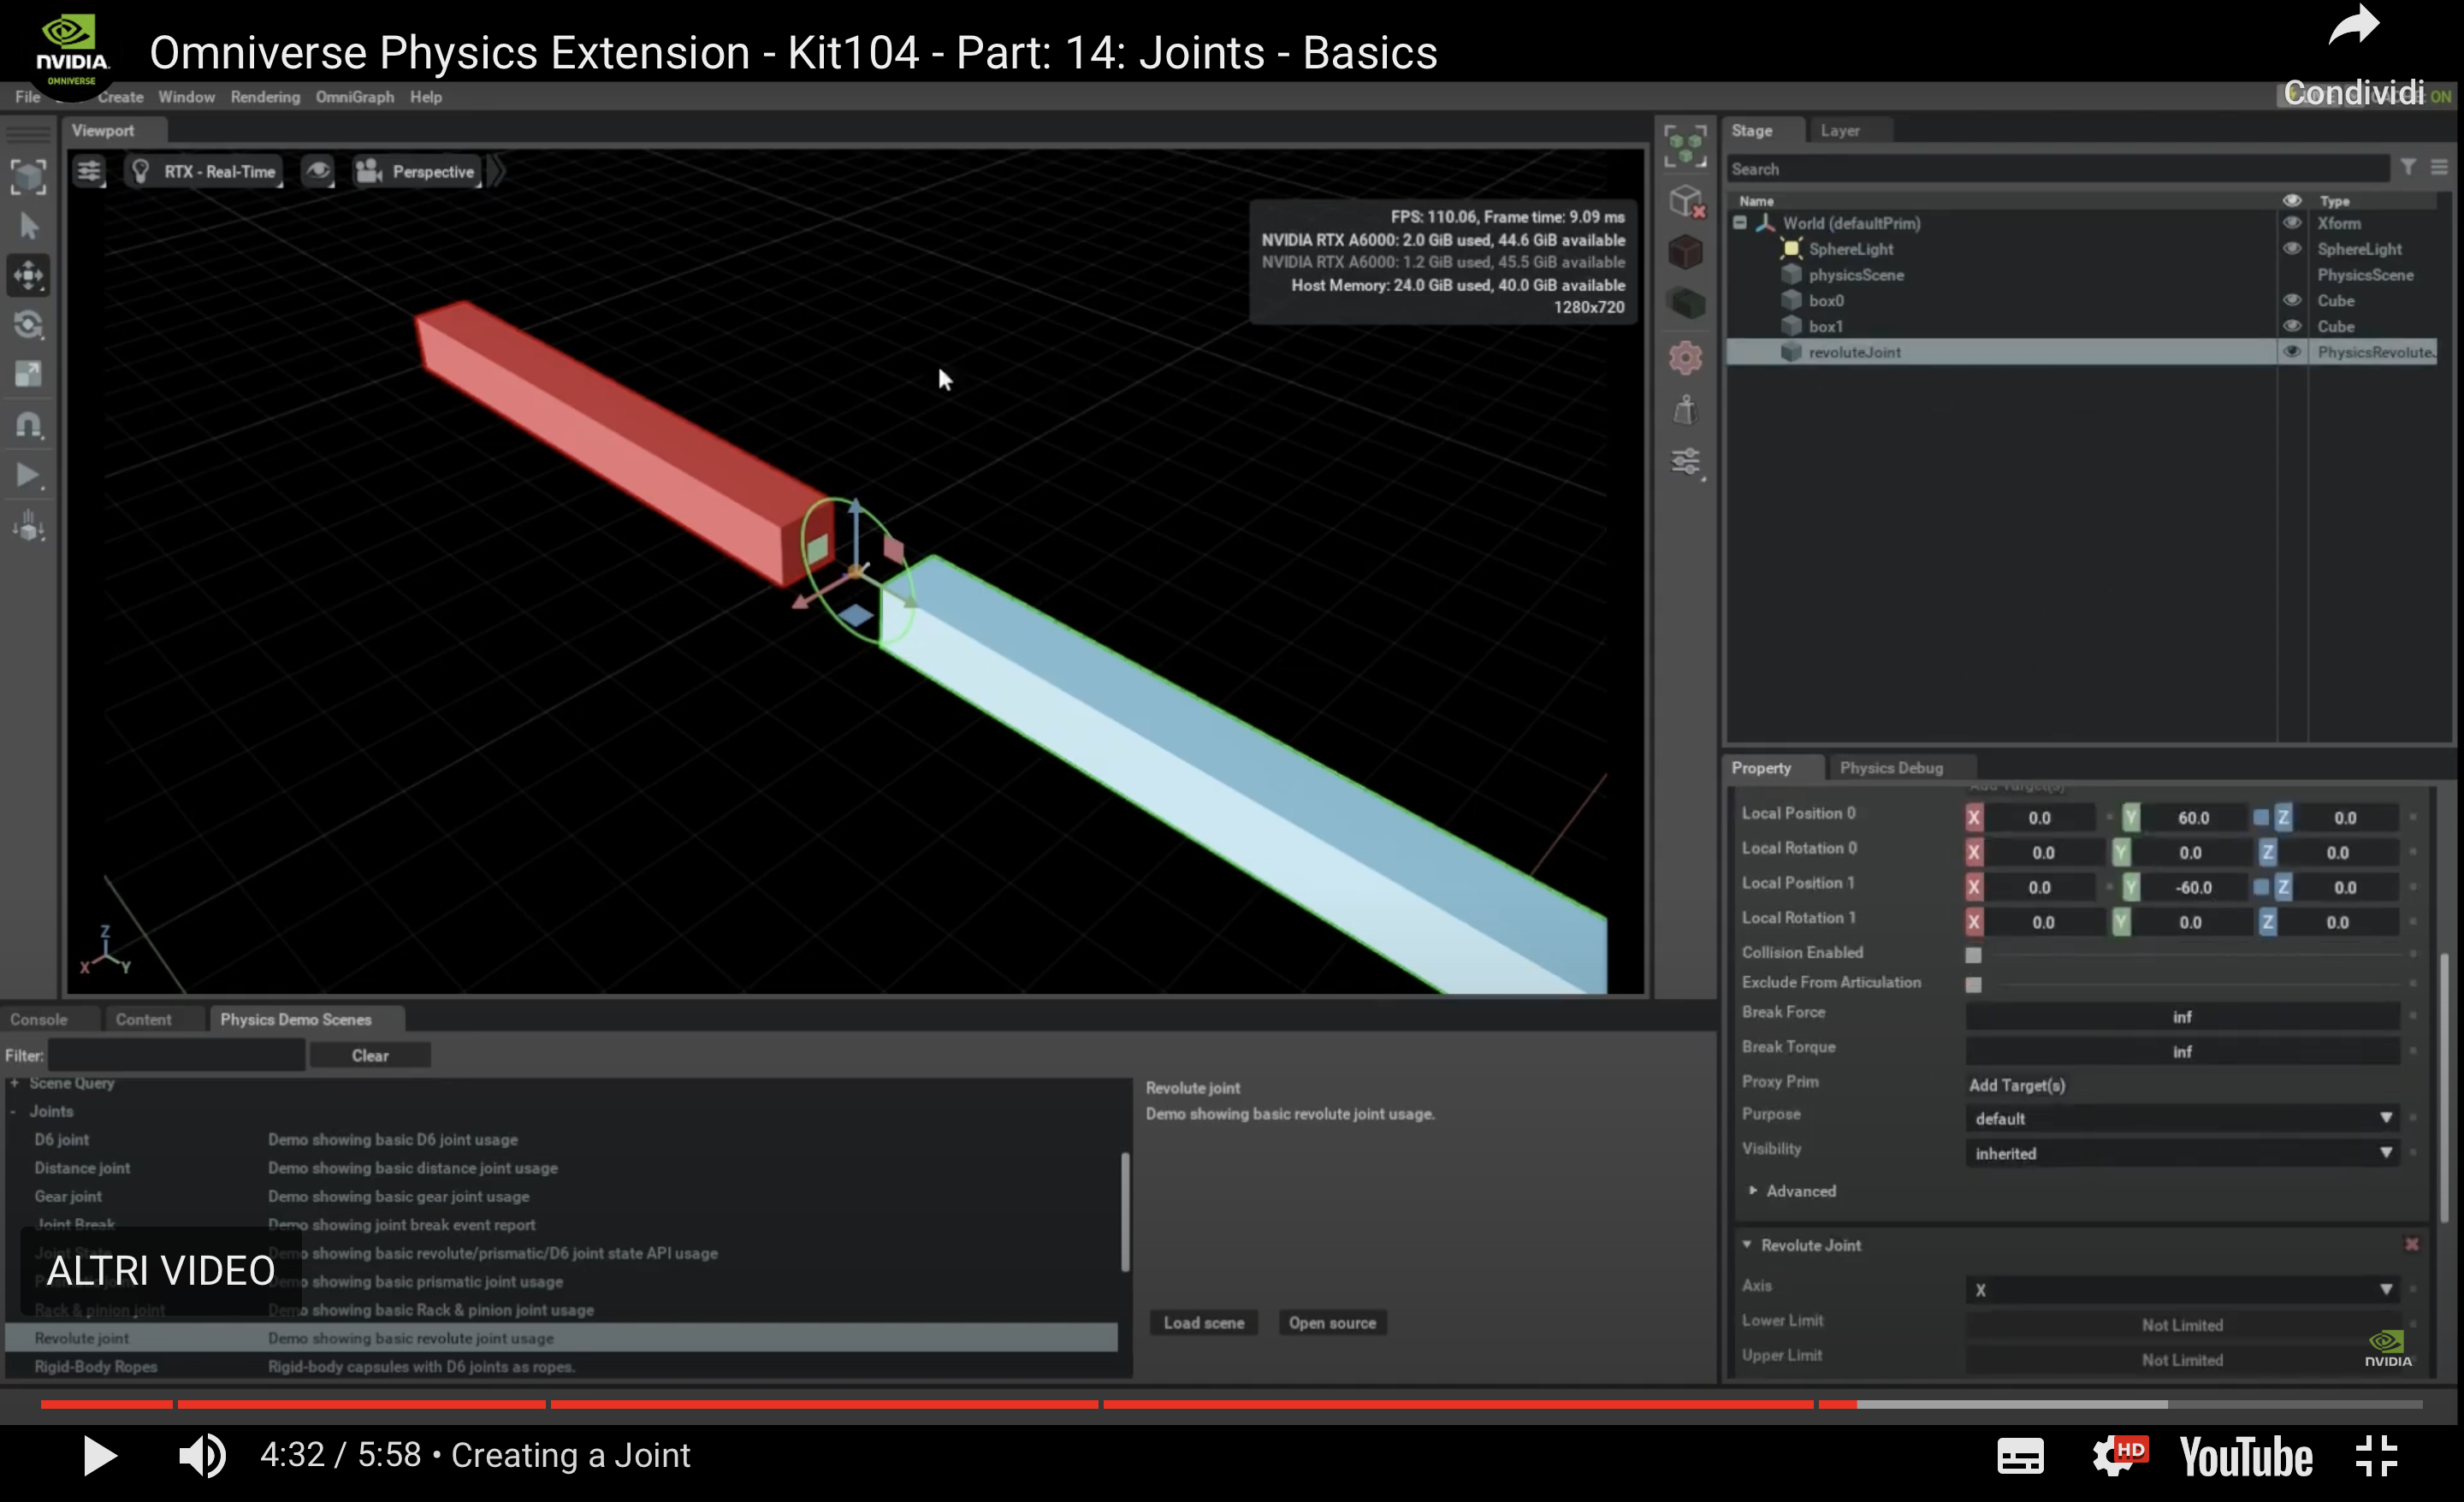 NVIDIA.
OMNIVERSE
Omniverse Physics Extension - Kit104 - Part: 14: Joints - Basics
Condividi
File Create Window Rendering OmniGraph Help
ON
Viewport
RTX - Real-Time
Perspective
FPS: 110.06, Frame time: 9.09 ms
NVIDIA RTX A6000: 2.0 GiB used, 44.6 GiB available
NVIDIA RTX A6000: 1.2 GiB used, 45.5 GiB available
Host Memory: 24.0 GiB used, 40.0 GiB available
1280x720
Z
X Y
Stage Layer
Search
Name Type
World (defaultPrim) Xform
SphereLight SphereLight
physicsScene PhysicsScene
box0 Cube
box1 Cube
revoluteJoint PhysicsRevolute.
Property Physics Debug
Add Target(s)
Local Position 0 X 0.0 Y 60.0 Z 0.0
Local Rotation 0 X 0.0 Y 0.0 Z 0.0
Local Position 1 X 0.0 Y -60.0 Z 0.0
Local Rotation 1 X 0.0 Y 0.0 Z 0.0
Collision Enabled
Exclude From Articulation
Break Force inf
Break Torque inf
Proxy Prim Add Target(s)
Purpose default
Visibility inherited
Advanced
Revolute Joint
Axis X
Lower Limit Not Limited
Upper Limit Not Limited
NVIDIA
Console Content Physics Demo Scenes
Filter: Clear
+ Scene Query
- Joints
D6 joint Demo showing basic D6 joint usage
Distance joint Demo showing basic distance joint usage
Gear joint Demo showing basic gear joint usage
Joint Break Demo showing joint break event report
Joint State Demo showing basic revolute/prismatic/D6 joint state API usage
Demo showing basic prismatic joint usage
Rack & pinion joint Demo showing basic Rack & pinion joint usage
Revolute joint Demo showing basic revolute joint usage
Rigid-Body Ropes Rigid-body capsules with D6 joints as ropes.
ALTRI VIDEO
Revolute joint
Demo showing basic revolute joint usage.
Load scene Open source
4:32 / 5:58 • Creating a Joint
HD
YouTube